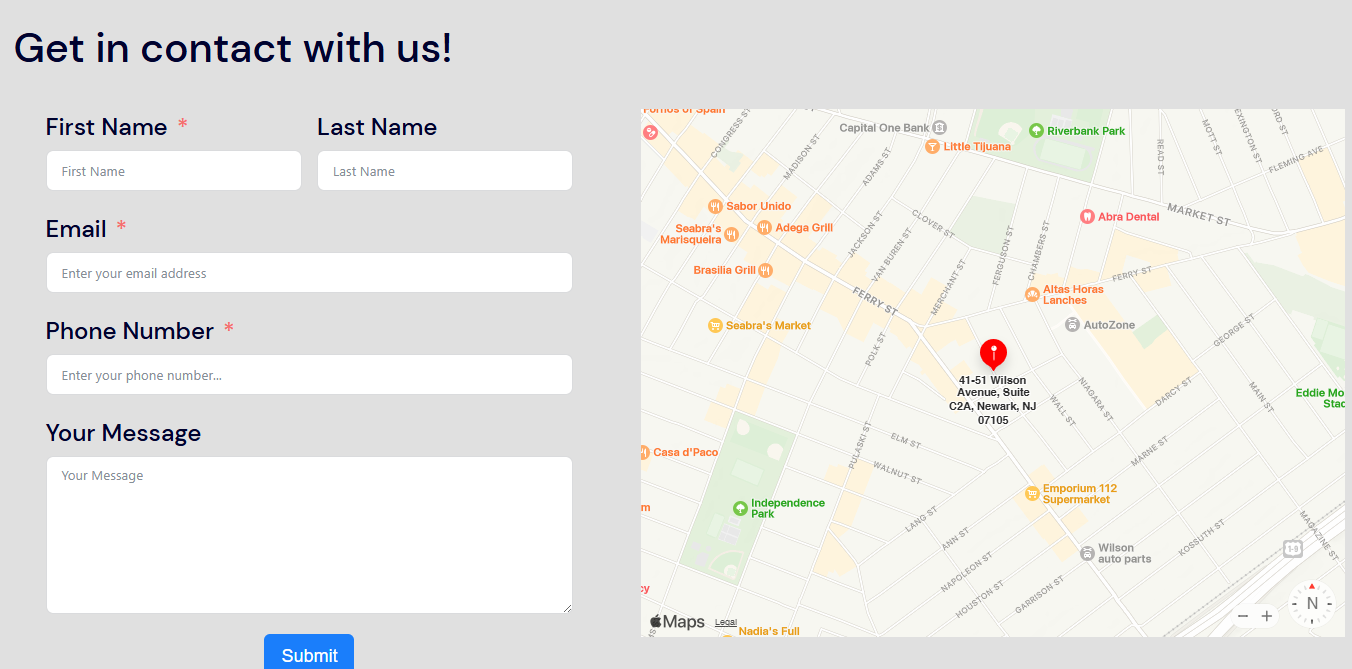 Get in contact with us!
First Name *
Last Name
First Name
Last Name
Email *
Enter your email address
Phone Number *
Enter your phone number...
Your Message
Your Message
Submit
Pornos of Spain
CONGRESS ST
Capital One Bank
Little Tijuana
Riverbank Park
MADISON ST
ADAMS ST
READ ST
MOTT ST
LEXINGTON ST
FLEMING AVE
Sabor Unido
Seabra's
Marisqueira
Adega Grill
Brasilia Grill
JACKSON ST
CLOVER ST
VAN BUREN ST
Abra Dental
MARKET ST
FERGUSON ST
CHAMBERS ST
MERCHANT ST
FERRY ST
FERRY ST
Altas Horas
Lanches
AutoZone
Seabra's Market
POLK ST
GEORGE ST
41-51 Wilson
Avenue, Suite
C2A, Newark, NJ
07105
NIAGARA ST
WALL ST
DARCY ST
MAIN ST
Eddie Mo
Stad
Casa d'Paco
PULASKI ST
ELM ST
WALNUT ST
MARNE ST
Independence
Park
m
Emporium 112
Supermarket
LANG ST
ANN ST
KOSSUTH ST
MAGAZINE ST
1-9
Wilson
auto parts
NAPOLEON ST
HOUSTON ST
GARRISON ST
cy
N
Maps
Legal
Nadia's Full